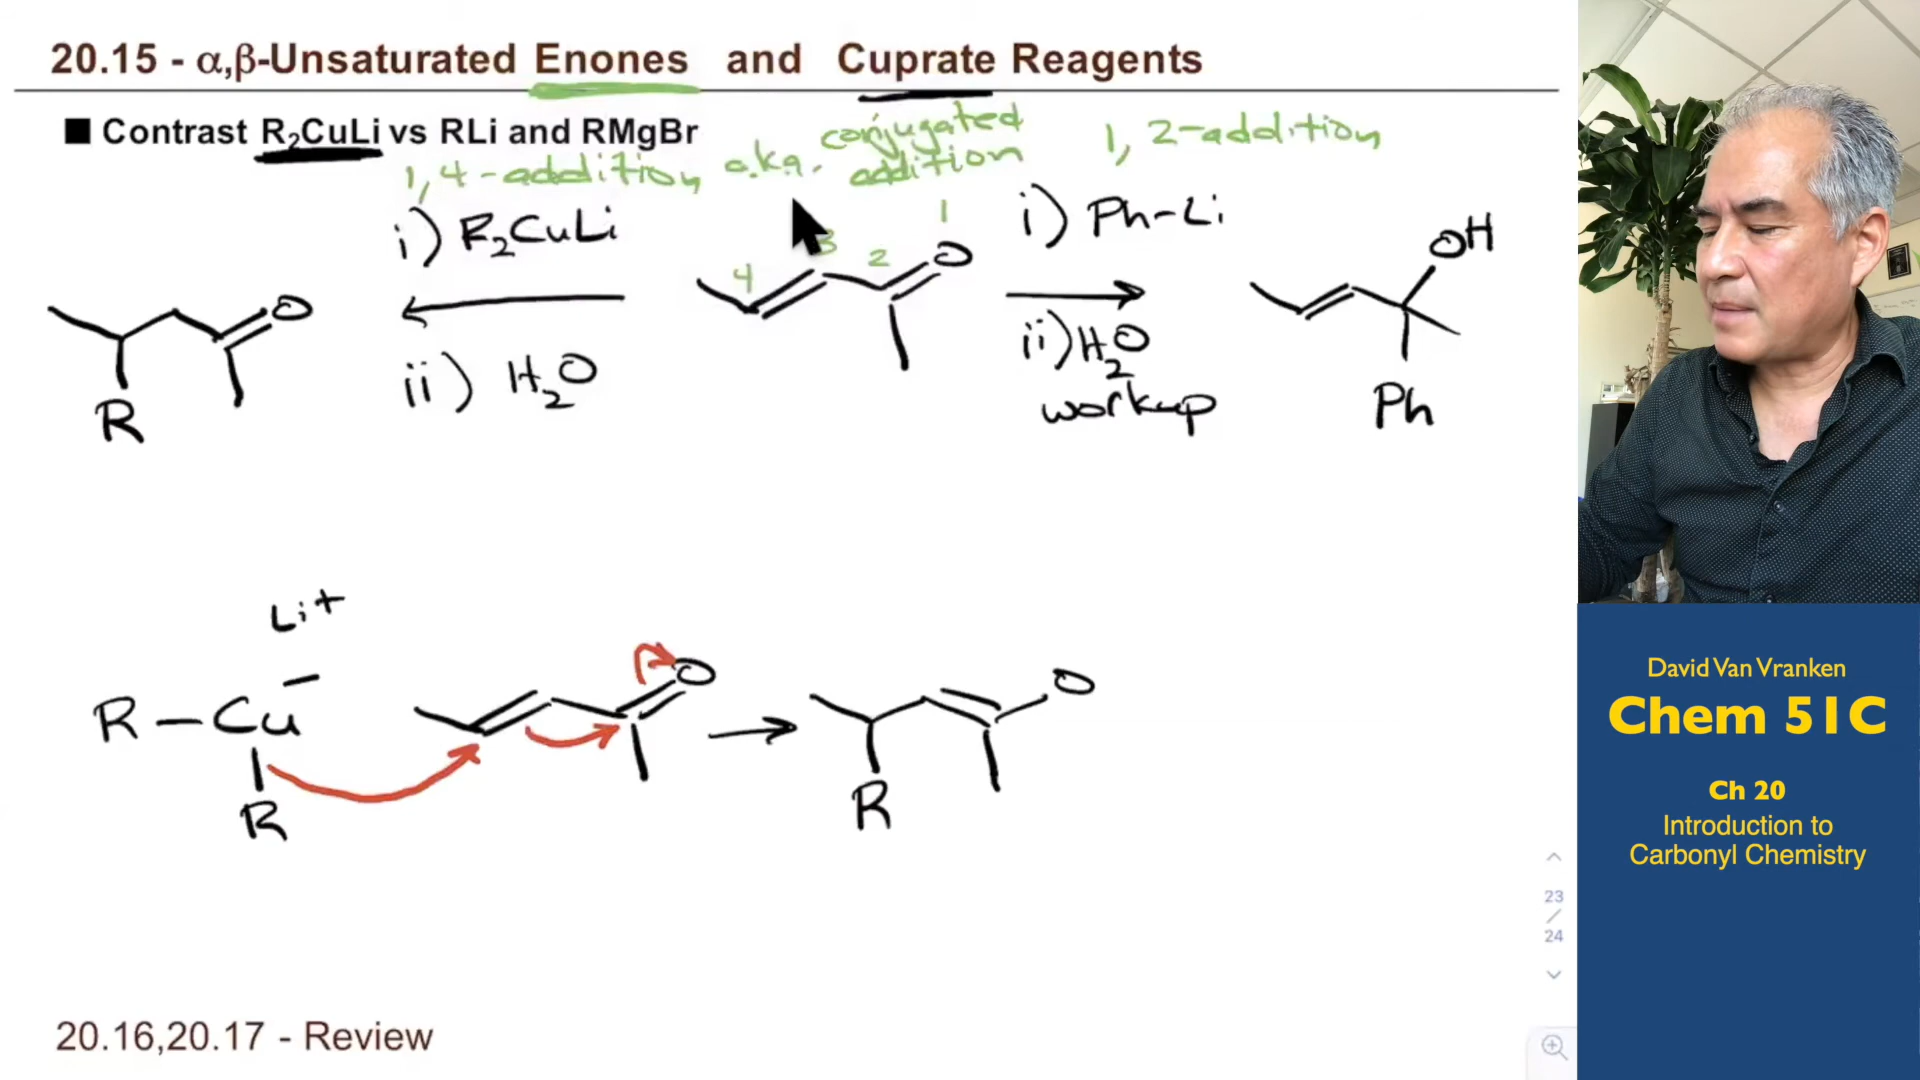 20.15 - α,β-Unsaturated Enones and Cuprate Reagents
■ Contrast R₂CuLi vs RLi and RMgBr
1,4-addition a.k.a. conjugated addition
1,2-addition
i) R₂CuLi
ii) H₂O
O
R
4 3 2 1
O
i) Ph-Li
ii) H₂O
workup
OH
Ph
Li+
R-Cu −
R
O
O
R
23
/
24
20.16,20.17 - Review
David Van Vranken
Chem 51C
Ch 20
Introduction to
Carbonyl Chemistry